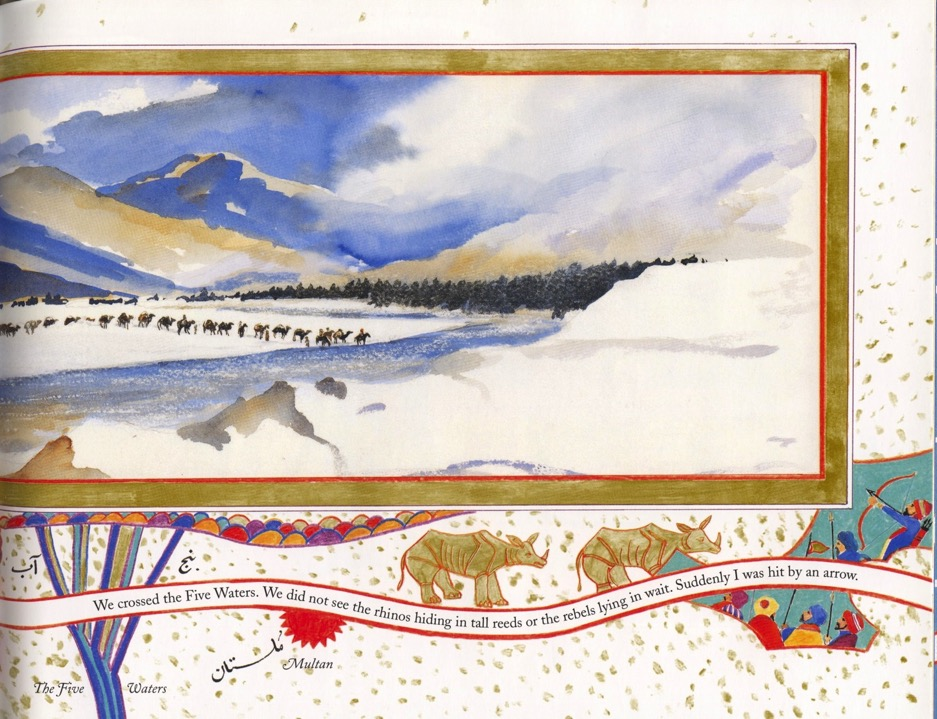 پنج
آب
We crossed the Five Waters. We did not see the rhinos hiding in tall reeds or the rebels lying in wait. Suddenly I was hit by an arrow.
مُلتان
Multan
The Five Waters